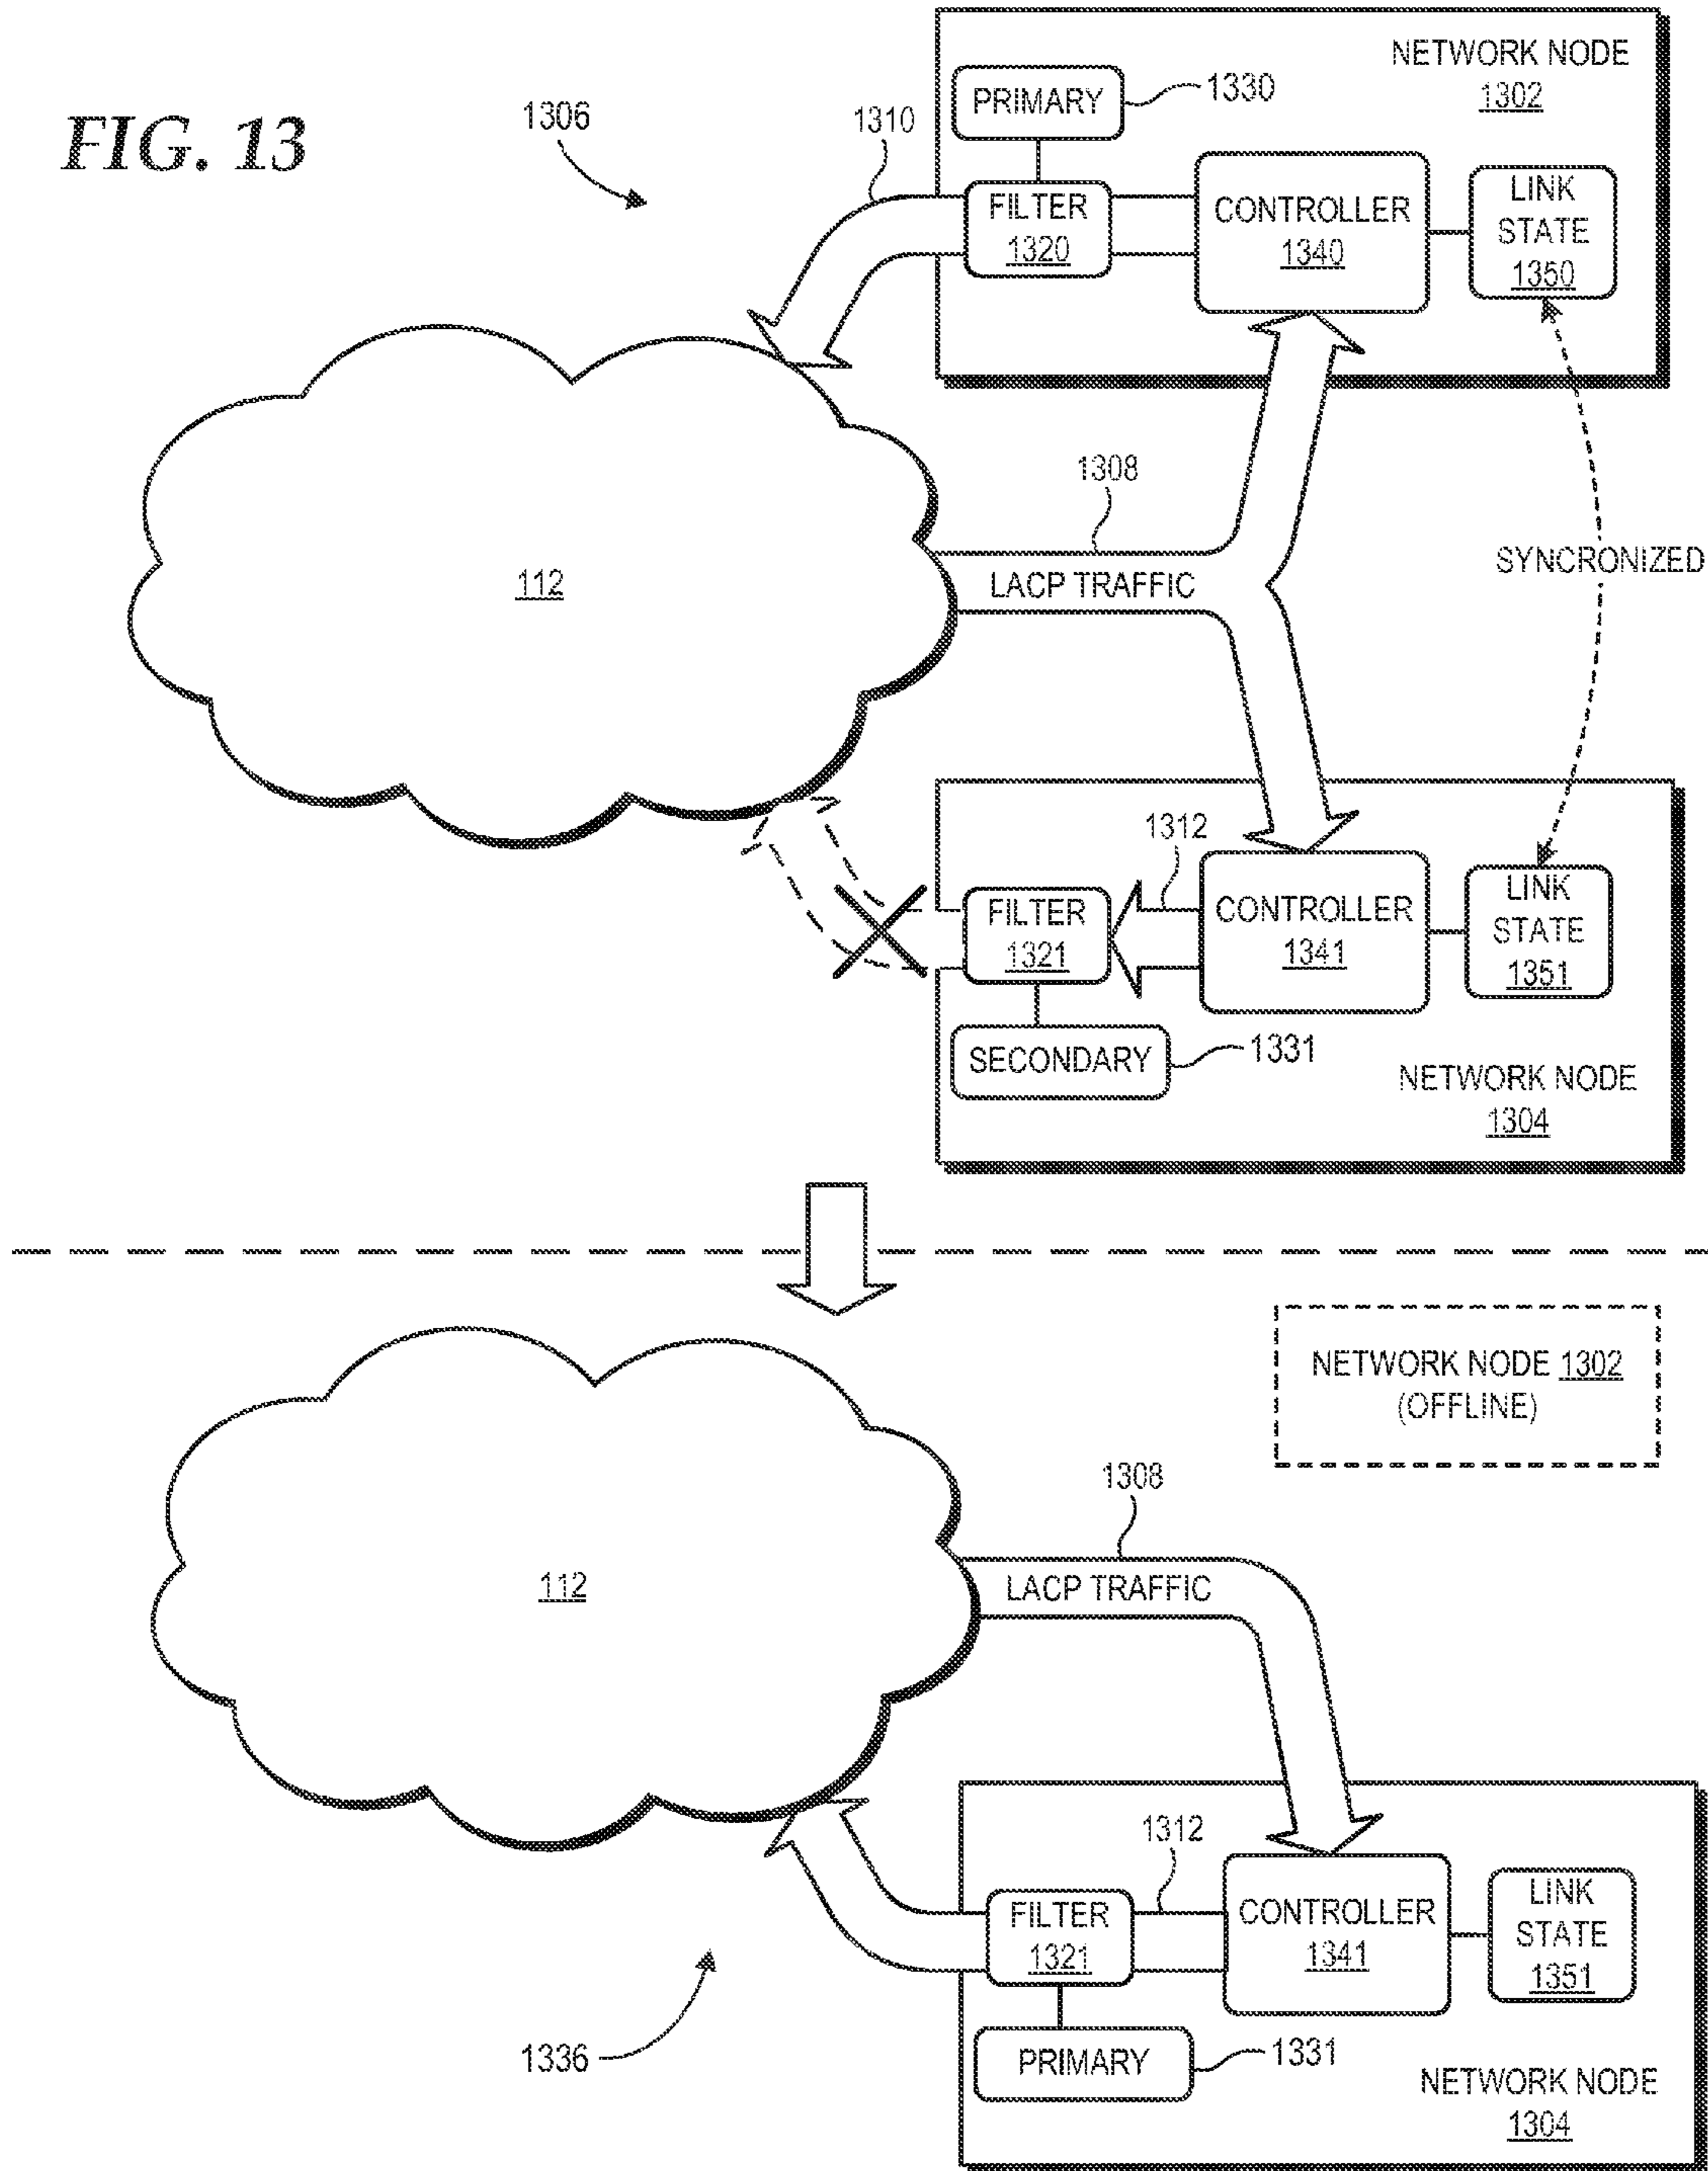 FIG. 13
1306
1310
NETWORK NODE
1302
PRIMARY
1330
FILTER
1320
CONTROLLER
1340
LINK
STATE
1350
1308
LACP TRAFFIC
112
SYNCRONIZED
1312
FILTER
1321
CONTROLLER
1341
LINK
STATE
1351
SECONDARY
1331
NETWORK NODE
1304
NETWORK NODE 1302
(OFFLINE)
1308
LACP TRAFFIC
112
1312
FILTER
1321
CONTROLLER
1341
LINK
STATE
1351
1336
PRIMARY
1331
NETWORK NODE
1304